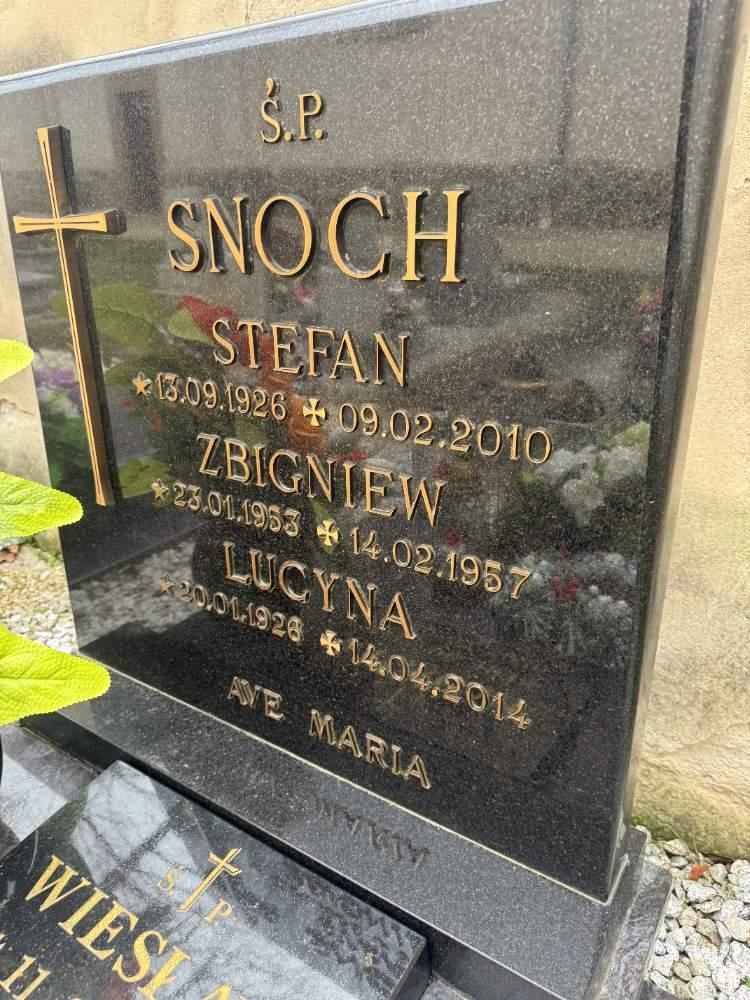 Ś.P.
SNOCH
STEFAN
13.09.1926 09.02.2010
ZBIGNIEW
23.01.1953 14.02.1957
LUCYNA
20.01.1926 14.04.2014
AVE MARIA
Ś. P.